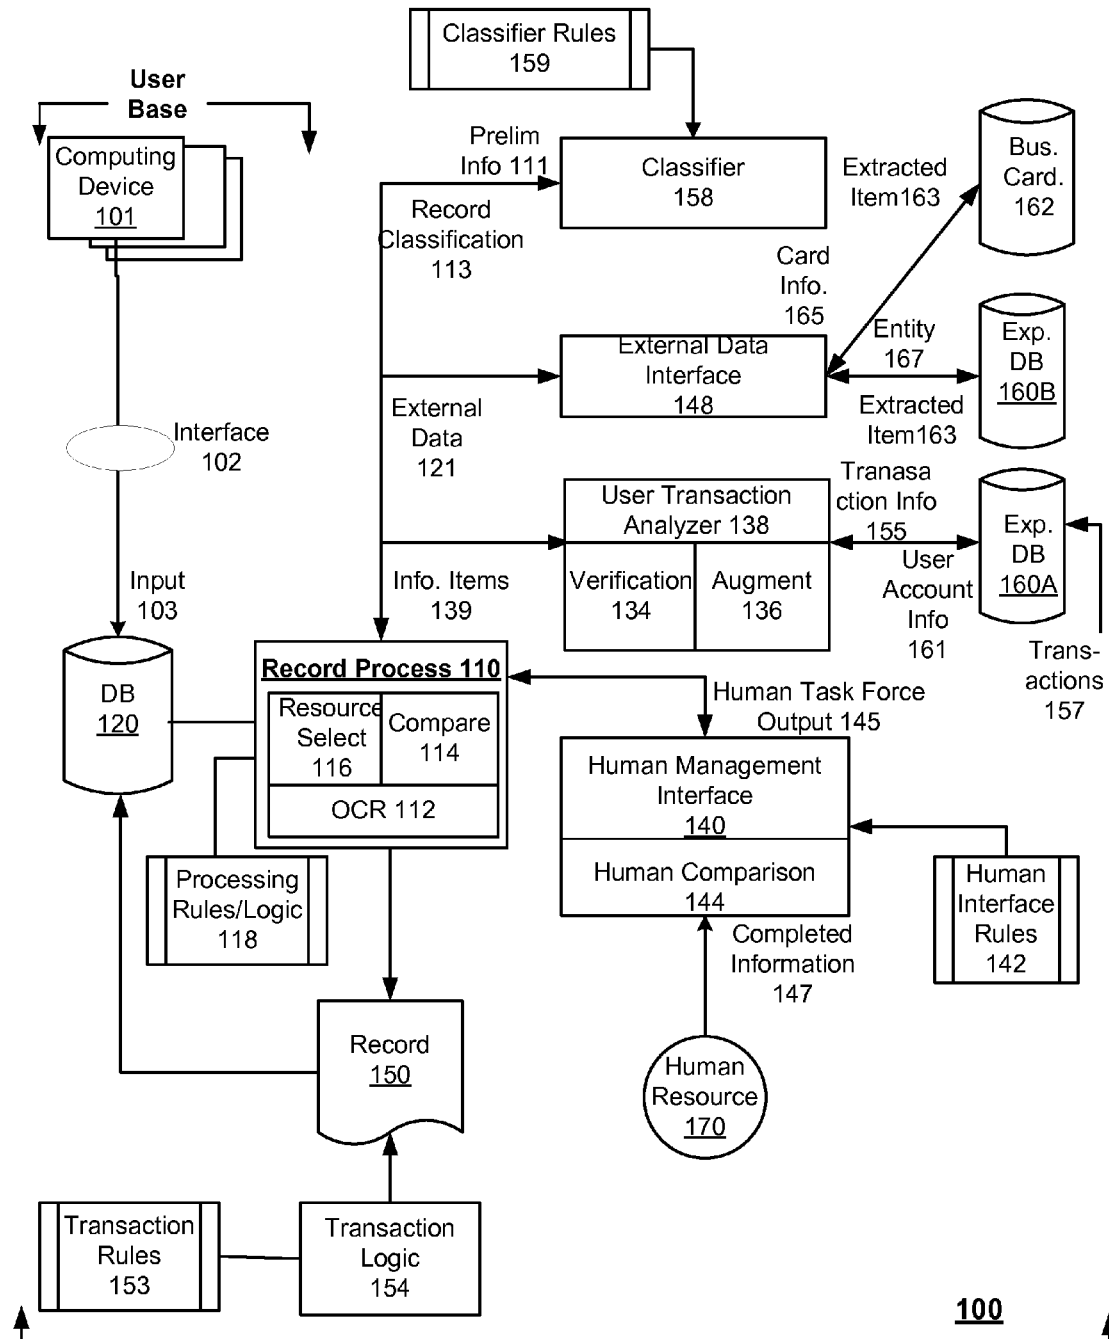 Classifier Rules
159
User
Base
Computing
Device
101
Prelim
Info 111
Classifier
158
Extracted
Item163
Bus.
Card.
162
Record
Classification
113
Card
Info.
165
External Data
Interface
148
Entity
167
Exp.
DB
160B
Extracted
Item163
Interface
102
External
Data
121
User Transaction
Analyzer 138
Verification
134
Augment
136
Tranasa
ction Info
155
Exp.
DB
160A
User
Account
Info
161
Trans-
actions
157
Input
103
Info. Items
139
DB
120
Record Process 110
Resource
Select
116
Compare
114
OCR 112
Human Task Force
Output 145
Human Management
Interface
140
Human Comparison
144
Processing
Rules/Logic
118
Human
Interface
Rules
142
Completed
Information
147
Record
150
Human
Resource
170
Transaction
Rules
153
Transaction
Logic
154
100